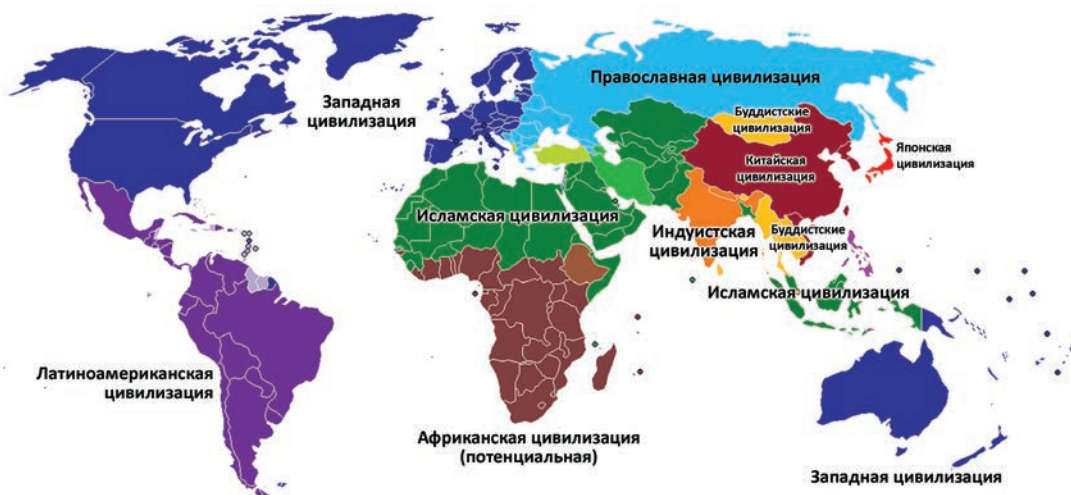 Западная
цивилизация
Православная цивилизация
Буддистские
цивилизация
Японская
цивилизация
Китайская
цивилизация
Исламская цивилизация
Индуистская
цивилизация
Буддистские
цивилизация
Исламская цивилизация
Латиноамериканская
цивилизация
Африканская цивилизация
(потенциальная)
Западная цивилизация